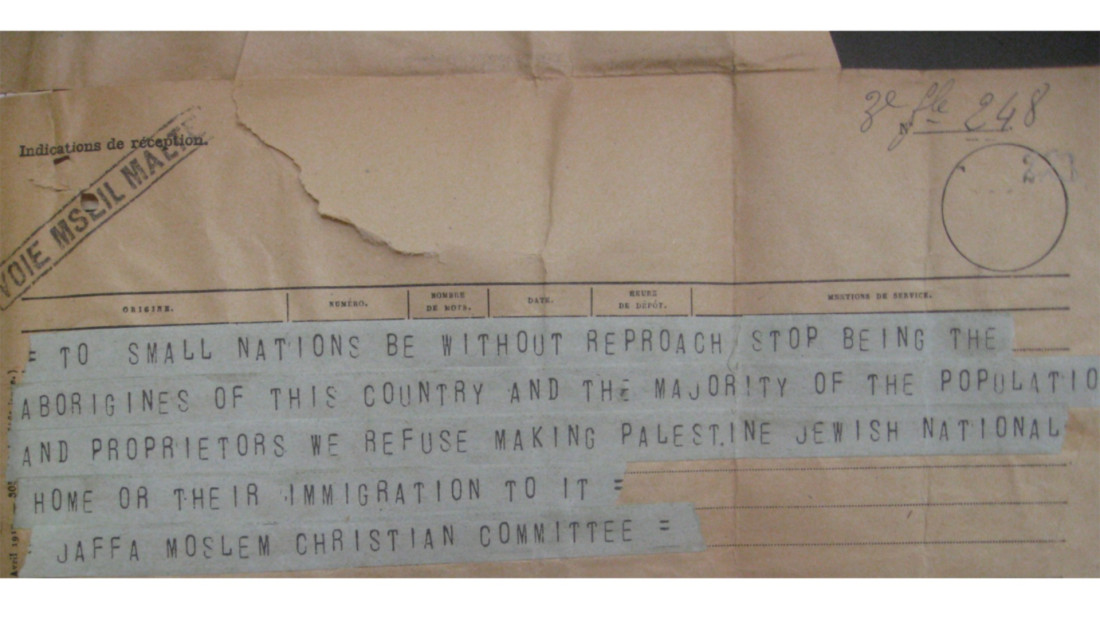 3e fle 248
N°
Indications de réception.
VOIE MSEIL MALTE
ORIGINE.
NUMÉRO.
NOMBRE
DE MOTS.
DATE.
HEURE
DE DÉPÔT.
MENTIONS DE SERVICE.
= TO SMALL NATIONS BE WITHOUT REPROACH STOP BEING THE
ABORIGINES OF THIS COUNTRY AND THE MAJORITY OF THE POPULATIO
AND PROPRIETORS WE REFUSE MAKING PALESTINE JEWISH NATIONAL
HOME OR THEIR IMMIGRATION TO IT =
JAFFA MOSLEM CHRISTIAN COMMITTEE =